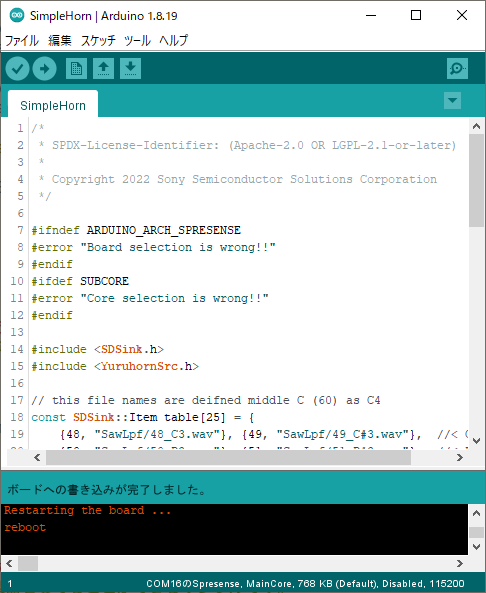 SimpleHorn | Arduino 1.8.19
ファイル 編集 スケッチ ツール ヘルプ
SimpleHorn
1 /*
2  * SPDX-License-Identifier: (Apache-2.0 OR LGPL-2.1-or-later)
3  *
4  * Copyright 2022 Sony Semiconductor Solutions Corporation
5  */
6
7 #ifndef ARDUINO_ARCH_SPRESENSE
8 #error "Board selection is wrong!!"
9 #endif
10 #ifdef SUBCORE
11 #error "Core selection is wrong!!"
12 #endif
13
14 #include <SDSink.h>
15 #include <YuruhornSrc.h>
16
17 // this file names are deifned middle C (60) as C4
18 const SDSink::Item table[25] = {
19     {48, "SawLpf/48_C3.wav"}, {49, "SawLpf/49_C#3.wav"},  //< C
ボードへの書き込みが完了しました。
Restarting the board ...
reboot
1 COM16のSpresense, MainCore, 768 KB (Default), Disabled, 115200